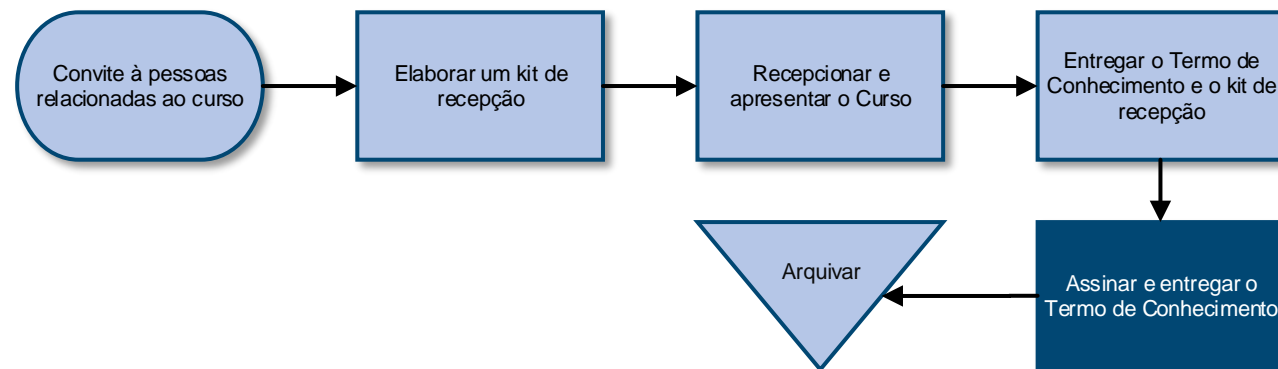 Convite à pessoas
relacionadas ao curso
Elaborar um kit de
recepção
Recepcionar e
apresentar o Curso
Entregar o Termo de
Conhecimento e o kit de
recepção
Arquivar
Assinar e entregar o
Termo de Conhecimento